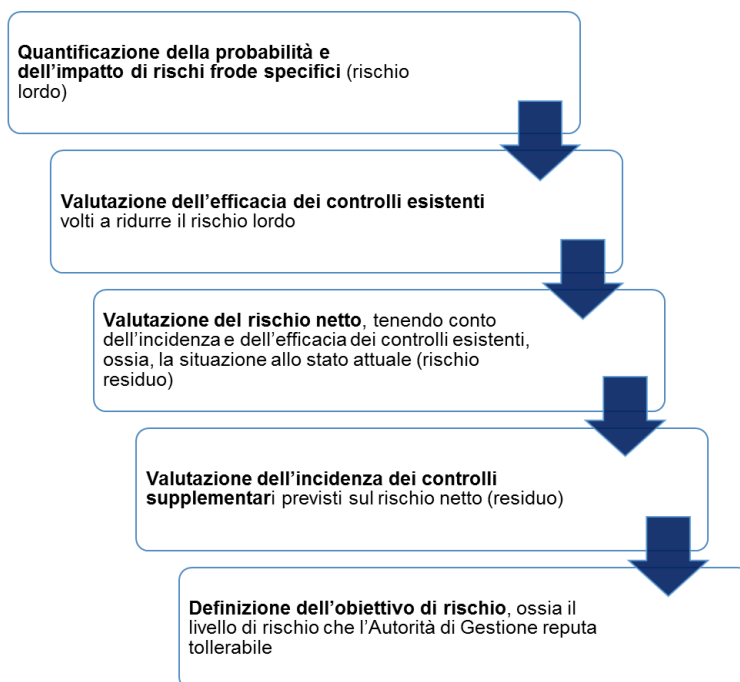 Quantificazione della probabilità e
dell'impatto di rischi frode specifici (rischio
lordo)
Valutazione dell'efficacia dei controlli esistenti
volti a ridurre il rischio lordo
Valutazione del rischio netto, tenendo conto
dell'incidenza e dell'efficacia dei controlli esistenti,
ossia, la situazione allo stato attuale (rischio
residuo)
Valutazione dell'incidenza dei controlli
supplementari previsti sul rischio netto (residuo)
Definizione dell'obiettivo di rischio, ossia il
livello di rischio che l'Autorità di Gestione reputa
tollerabile